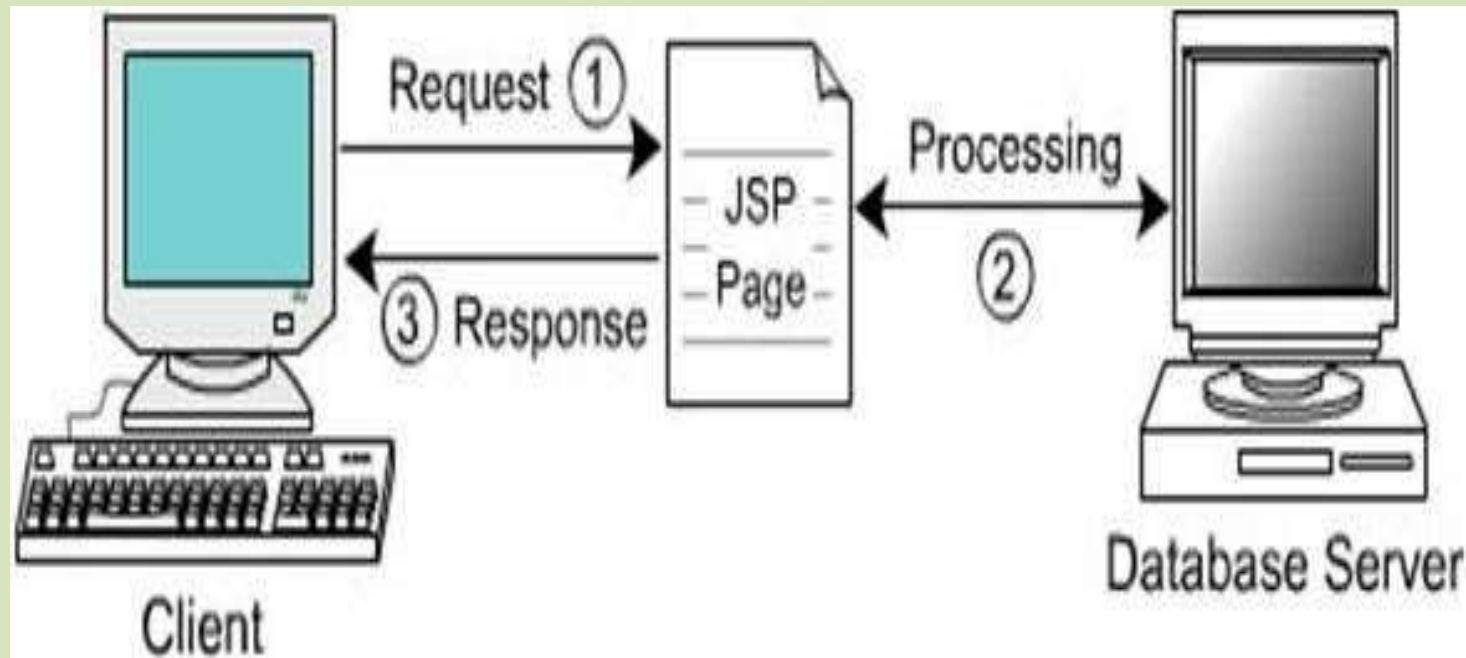 Request ①
Processing
JSP
Page
②
③ Response
Database Server
Client